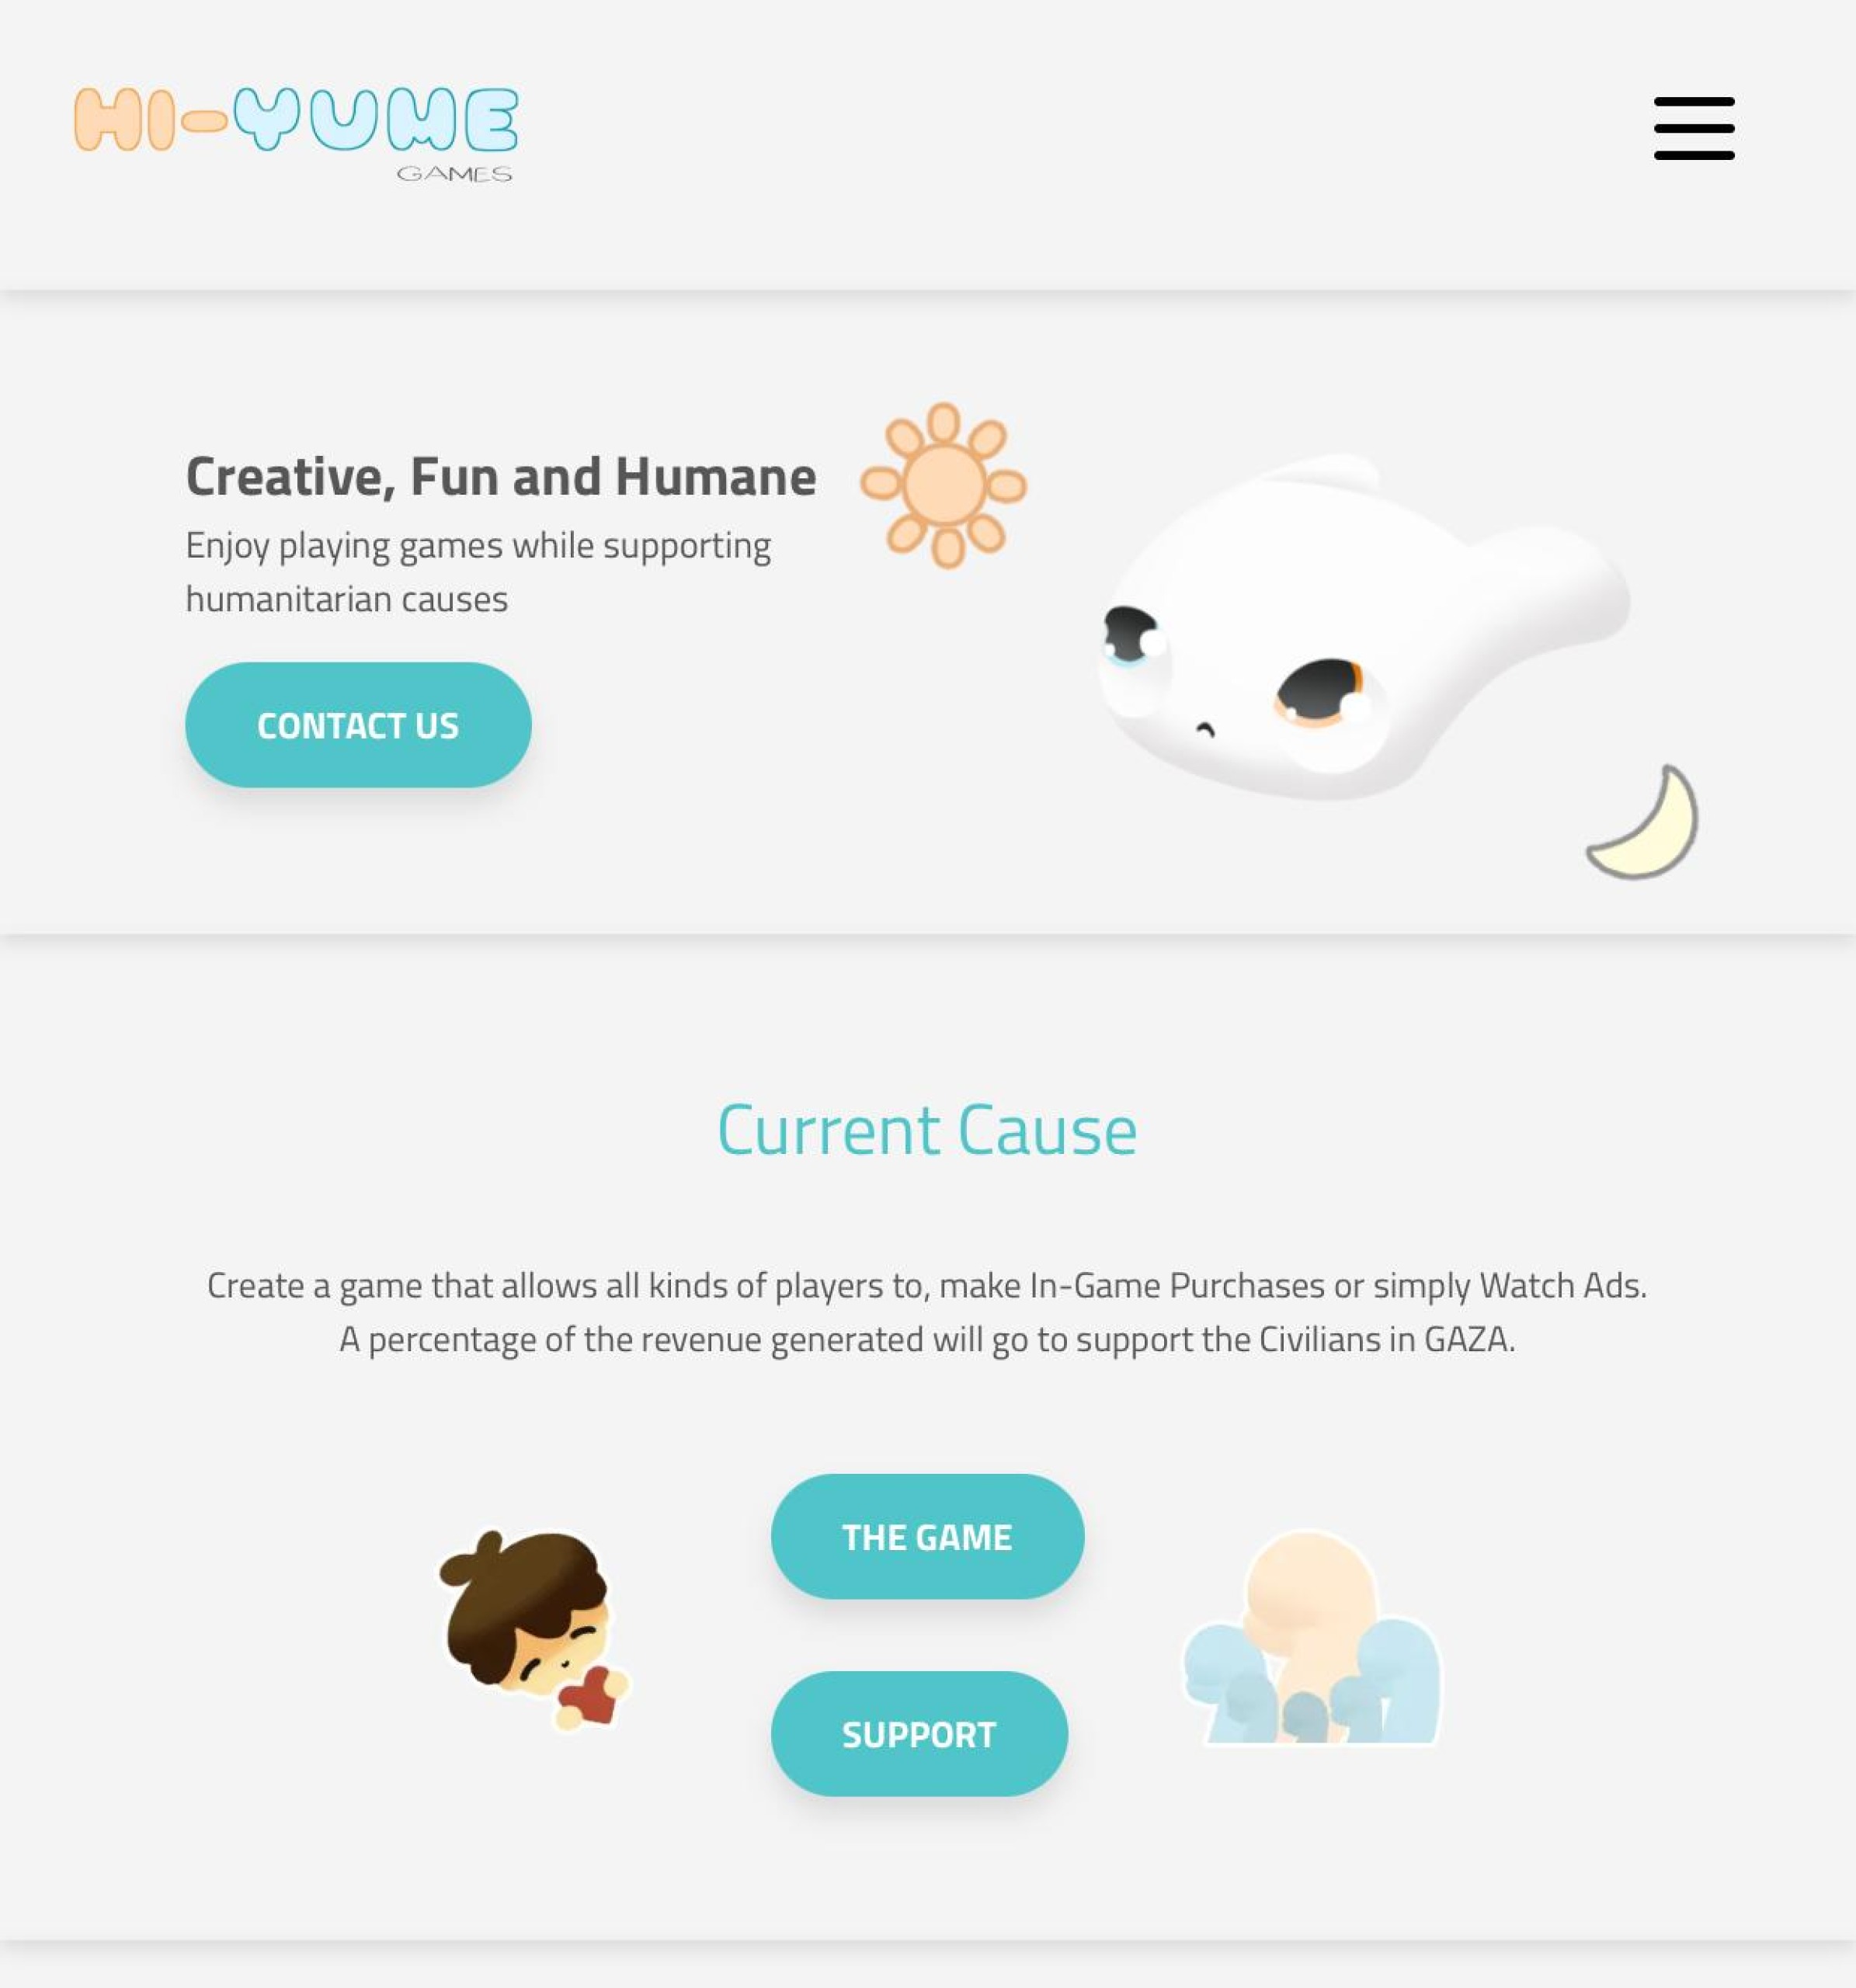 HI-YUME
GAMES
Creative, Fun and Humane
Enjoy playing games while supporting
humanitarian causes
CONTACT US
Current Cause
Create a game that allows all kinds of players to, make In-Game Purchases or simply Watch Ads.
A percentage of the revenue generated will go to support the Civilians in GAZA.
THE GAME
SUPPORT